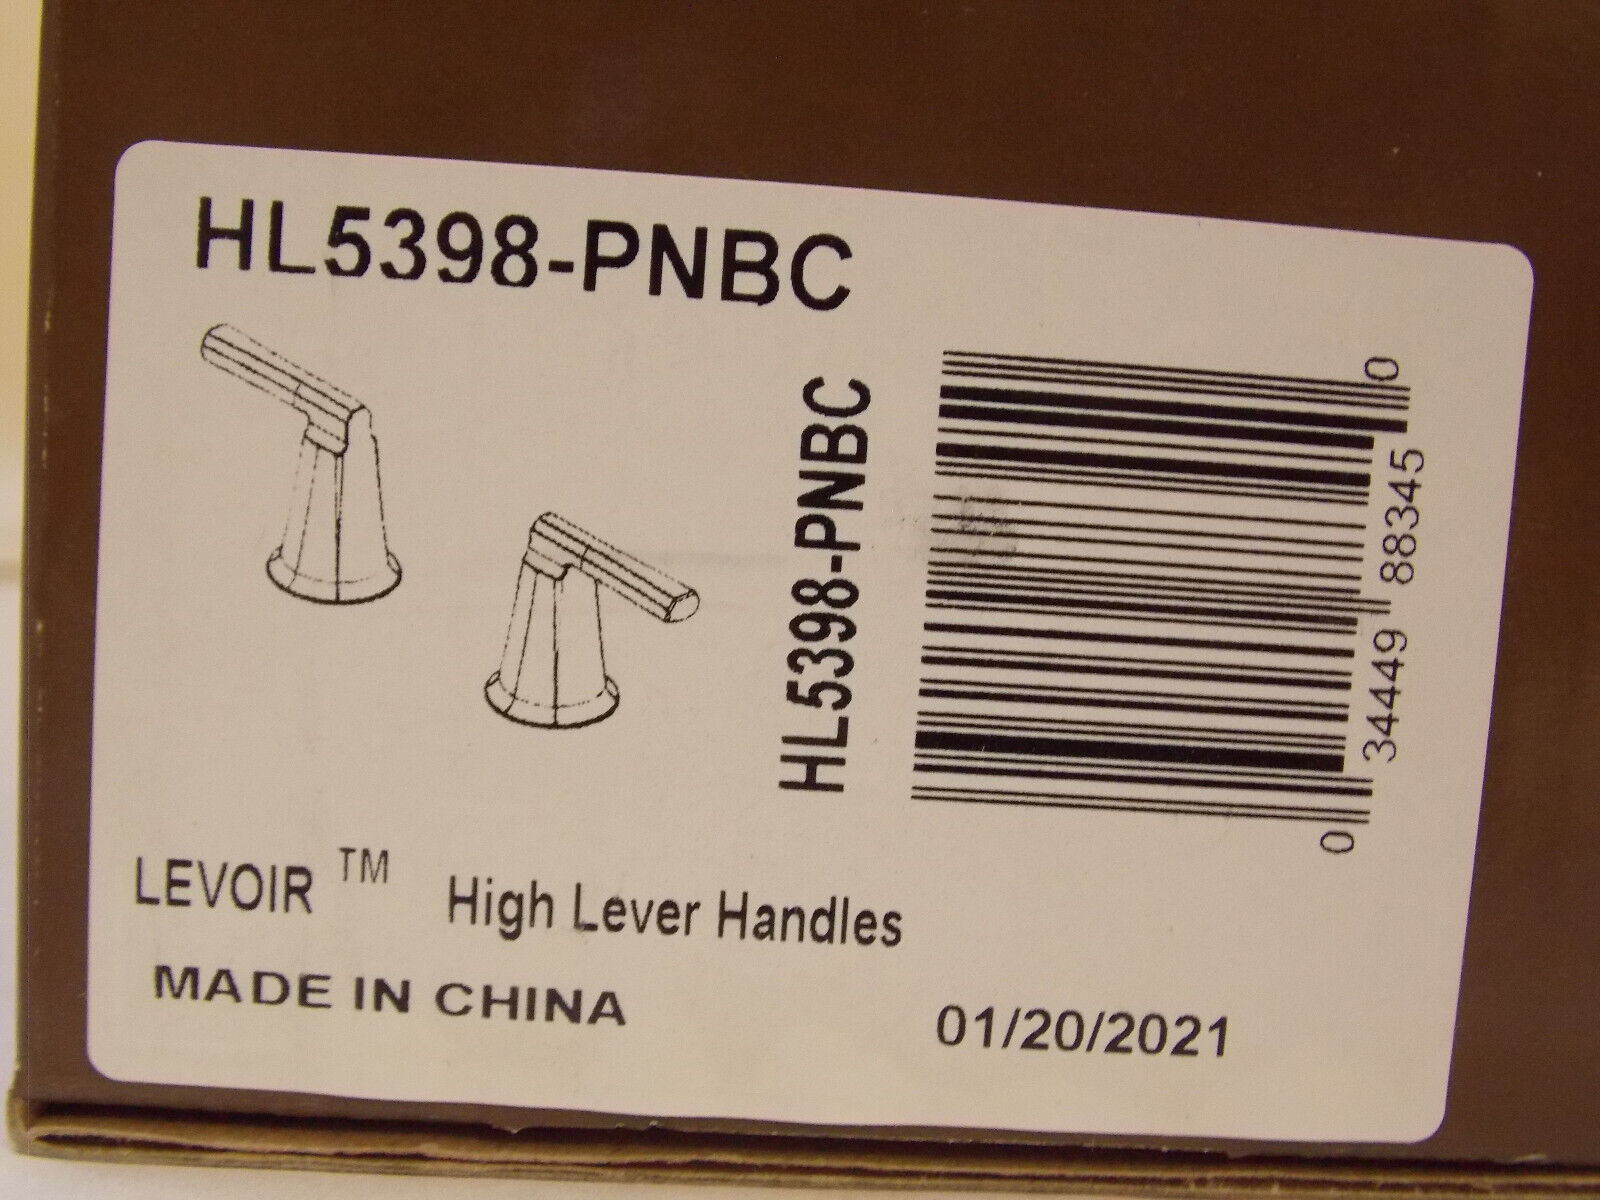 HL5398-PNBC
HL5398-PNBC
0 34449 88345 0
LEVOIR ™ High Lever Handles
MADE IN CHINA
01/20/2021